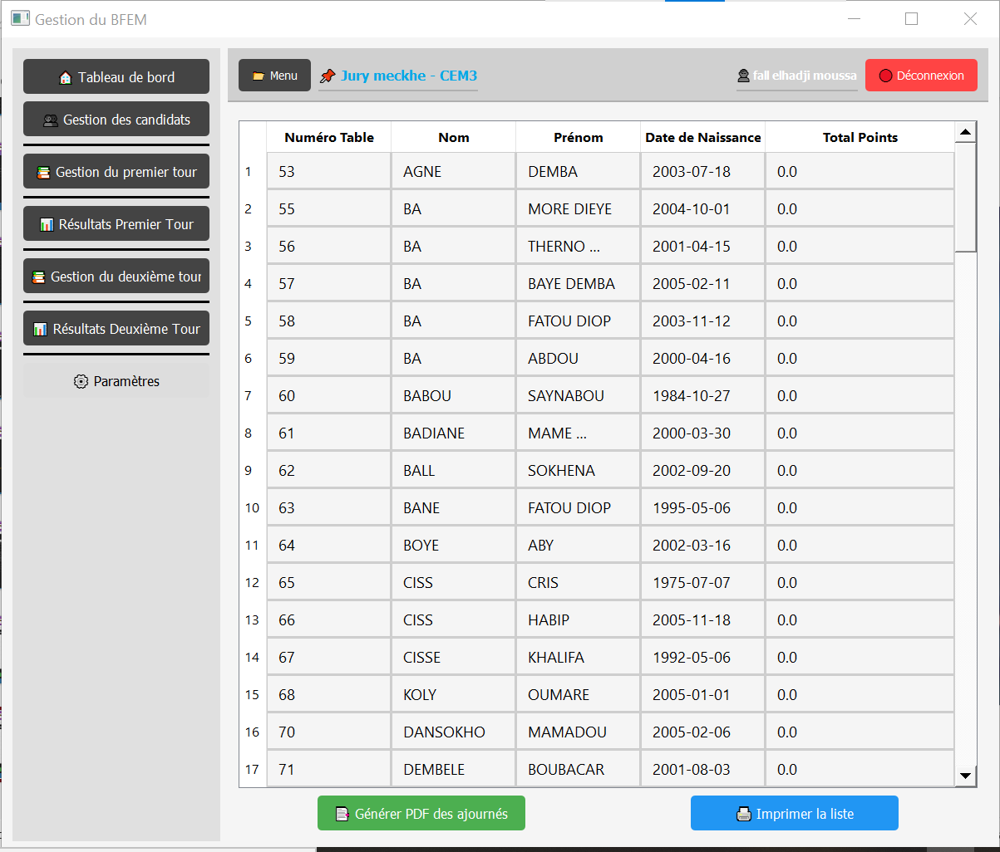 Gestion du BFEM
Tableau de bord
Gestion des candidats
Gestion du premier tour
Résultats Premier Tour
Gestion du deuxième tour
Résultats Deuxième Tour
Paramètres
Menu Jury meckhe - CEM3 fall elhadji moussa Déconnexion
Numéro Table Nom Prénom Date de Naissance Total Points
1 53 AGNE DEMBA 2003-07-18 0.0
2 55 BA MORE DIEYE 2004-10-01 0.0
3 56 BA THERNO ... 2001-04-15 0.0
4 57 BA BAYE DEMBA 2005-02-11 0.0
5 58 BA FATOU DIOP 2003-11-12 0.0
6 59 BA ABDOU 2000-04-16 0.0
7 60 BABOU SAYNABOU 1984-10-27 0.0
8 61 BADIANE MAME ... 2000-03-30 0.0
9 62 BALL SOKHENA 2002-09-20 0.0
10 63 BANE FATOU DIOP 1995-05-06 0.0
11 64 BOYE ABY 2002-03-16 0.0
12 65 CISS CRIS 1975-07-07 0.0
13 66 CISS HABIP 2005-11-18 0.0
14 67 CISSE KHALIFA 1992-05-06 0.0
15 68 KOLY OUMARE 2005-01-01 0.0
16 70 DANSOKHO MAMADOU 2005-02-06 0.0
17 71 DEMBELE BOUBACAR 2001-08-03 0.0
Générer PDF des ajournés Imprimer la liste